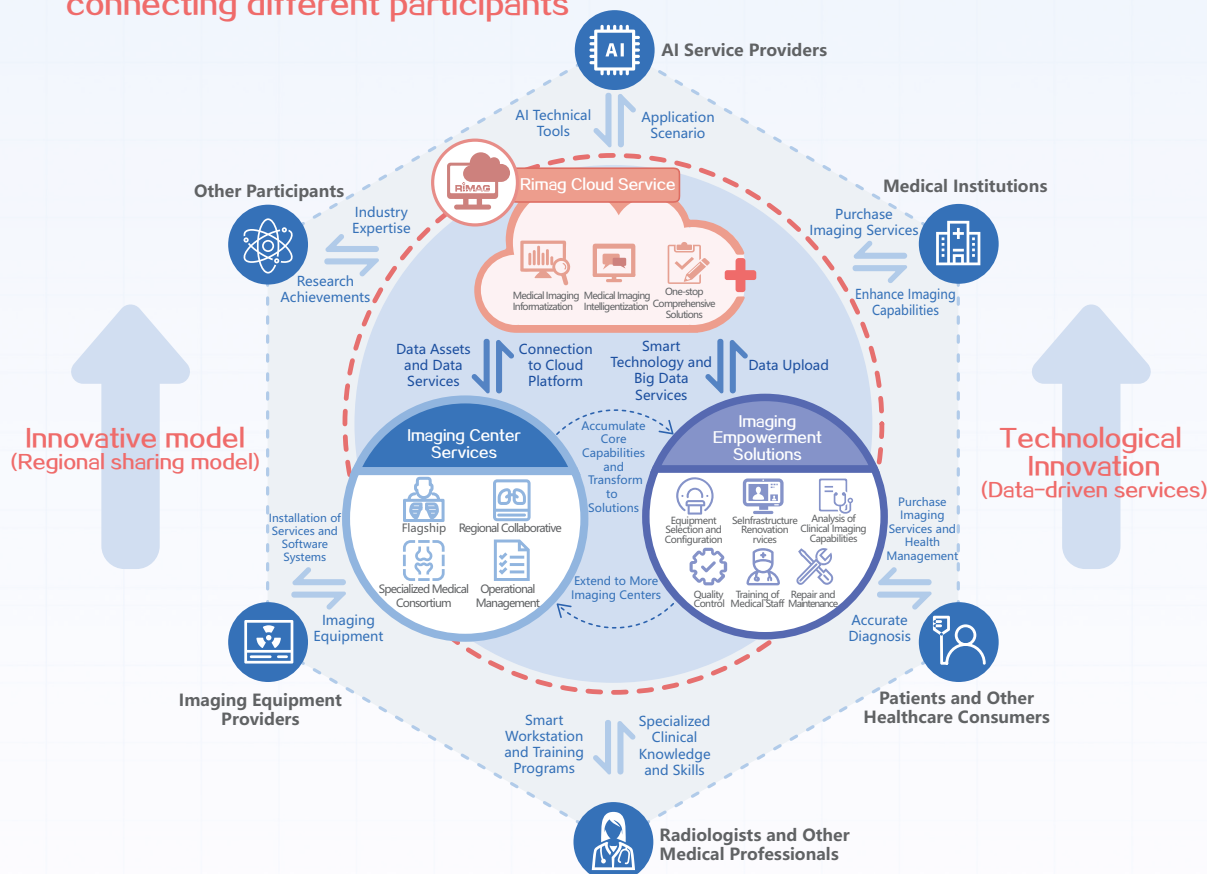 connecting different participants
AI
AI Service Providers
AI Technical
Tools
Application
Scenario
RİMAG
Rimag Cloud Service
Other Participants
Medical Institutions
Industry
Expertise
Research
Achievements
Purchase
Imaging Services
Enhance Imaging
Capabilities
Medical Imaging
Informatization
Medical Imaging
Intelligentization
One-stop
Comprehensive
Solutions
Data Assets
and Data
Services
Connection
to Cloud
Platform
Smart
Technology and
Big Data
Services
Data Upload
Innovative model
(Regional sharing model)
Technological
Innovation
(Data-driven services)
Imaging Center
Services
Flagship
Regional Collaborative
Specialized Medical
Consortium
Operational
Management
Accumulate
Core
Capabilities
and
Transform
to
Solutions
Extend to More
Imaging Centers
Imaging
Empowerment
Solutions
Equipment
Selection and
Configuration
SeInfrastructure
Renovation
rvices
Analysis of
Clinical Imaging
Capabilities
Quality
Control
Training of
Medical Staff
Repair and
Maintenance
Installation of
Services and
Software
Systems
Imaging
Equipment
Purchase
Imaging
Services and
Health
Management
Accurate
Diagnosis
Imaging Equipment
Providers
Patients and Other
Healthcare Consumers
Smart
Workstation
and Training
Programs
Specialized
Clinical
Knowledge
and Skills
Radiologists and Other
Medical Professionals